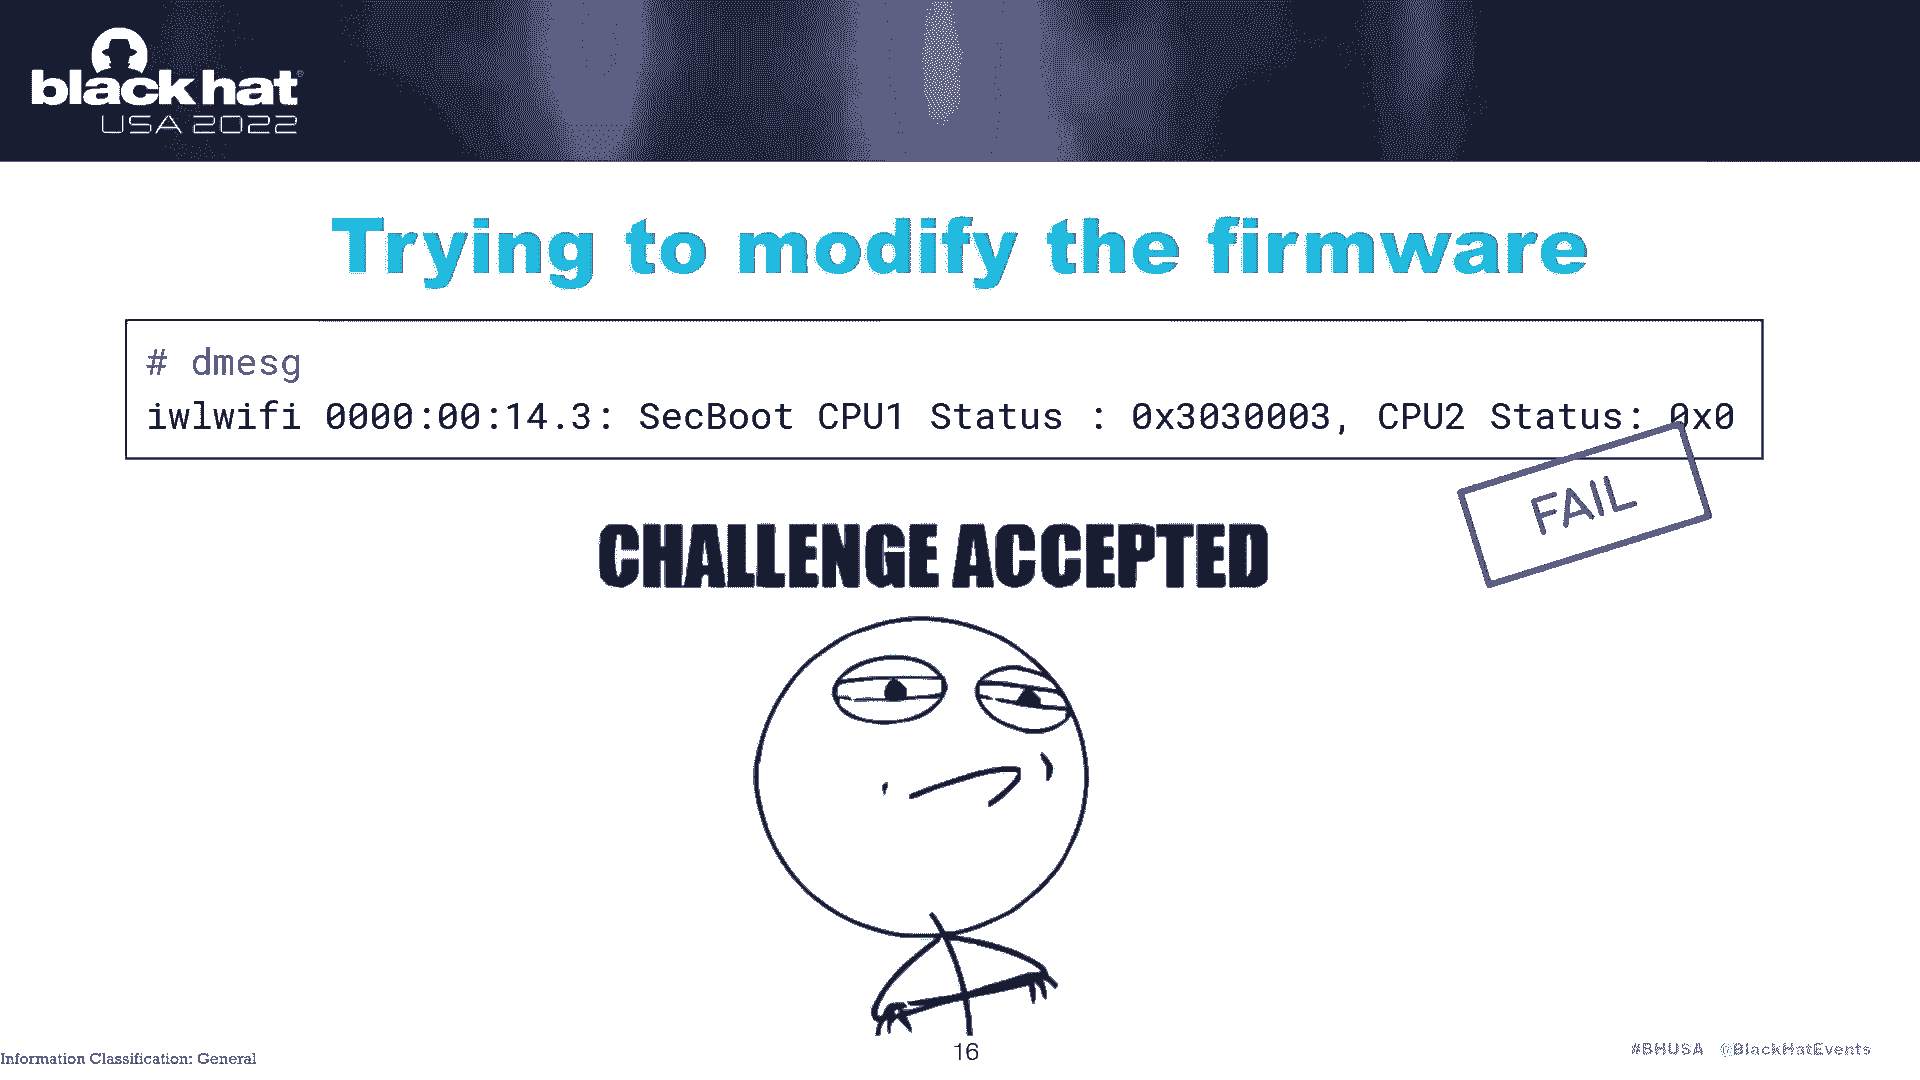 black hat®
USA 2022
Trying to modify the firmware
# dmesg
iwlwifi 0000:00:14.3: SecBoot CPU1 Status : 0x3030003, CPU2 Status: 0x0
FAIL
CHALLENGE ACCEPTED
Information Classification: General
16
#BHUSA @BlackHatEvents